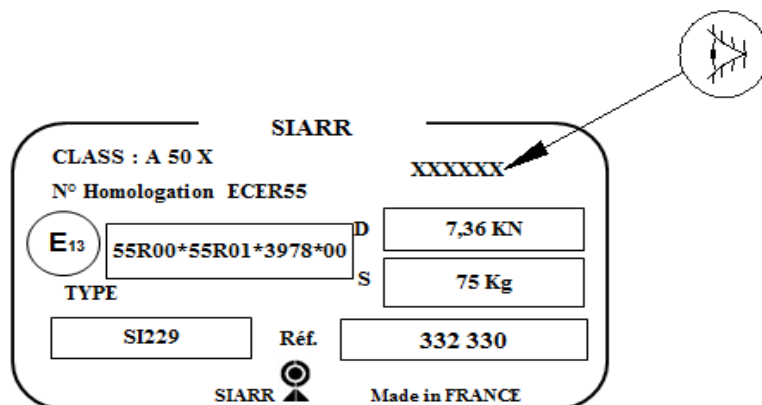 SIARR
CLASS : A 50 X
XXXXXX
N° Homologation ECER55
E13 55R00*55R01*3978*00 D 7,36 KN
S 75 Kg
TYPE
SI229 Réf. 332 330
SIARR Made in FRANCE